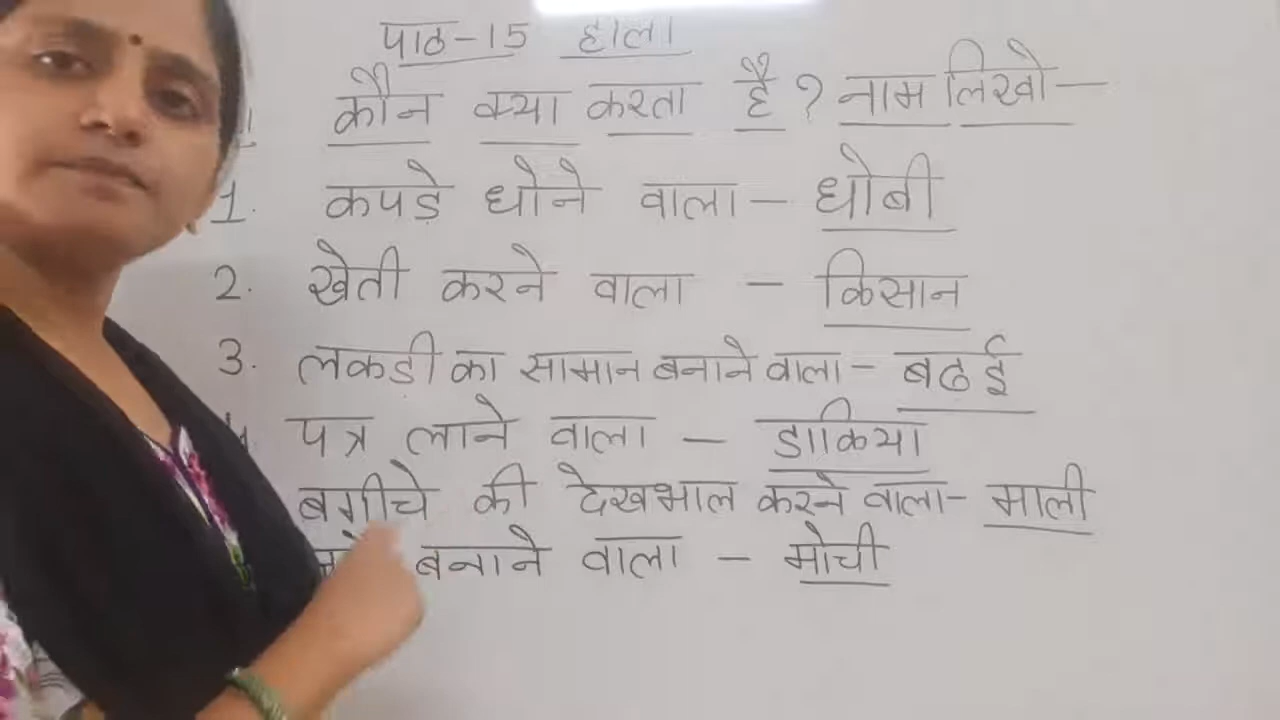 पाठ-15 हाला
कौन क्या करता है ? नाम लिखो-
1. कपड़े धोने वाला - धोबी
2. खेती करने वाला - किसान
3. लकडी का सामान बनाने वाला - बढई
पत्र लाने वाला - डाकिया
बगीचे की देखभाल करने वाला - माली
बनाने वाला - मोची